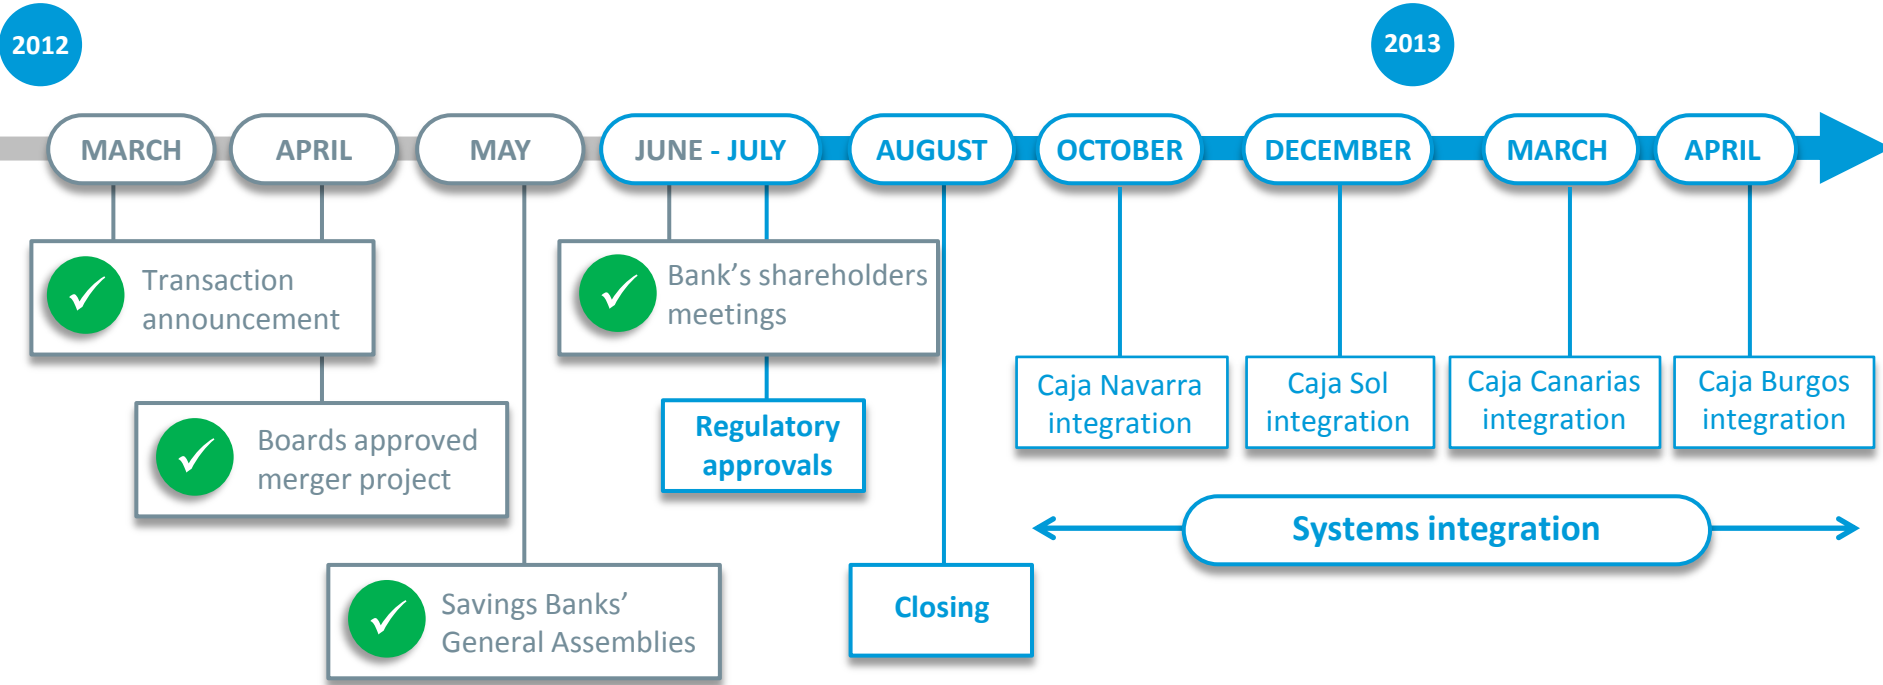 2012
2013
MARCH
APRIL
MAY
JUNE - JULY
AUGUST
OCTOBER
DECEMBER
MARCH
APRIL
Transaction
announcement
Bank’s shareholders
meetings
Caja Navarra
integration
Caja Sol
integration
Caja Canarias
integration
Caja Burgos
integration
Boards approved
merger project
Regulatory
approvals
Systems integration
Savings Banks’
General Assemblies
Closing